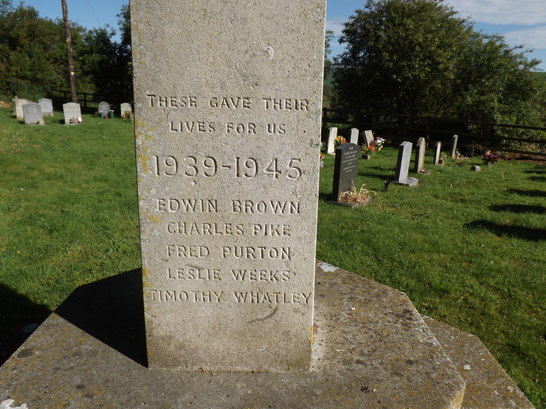 THESE GAVE THEIR
LIVES FOR US
1939-1945
EDWIN BROWN
CHARLES PIKE
FRED PURTON
LESLIE WEEKS
TIMOTHY WHATLEY